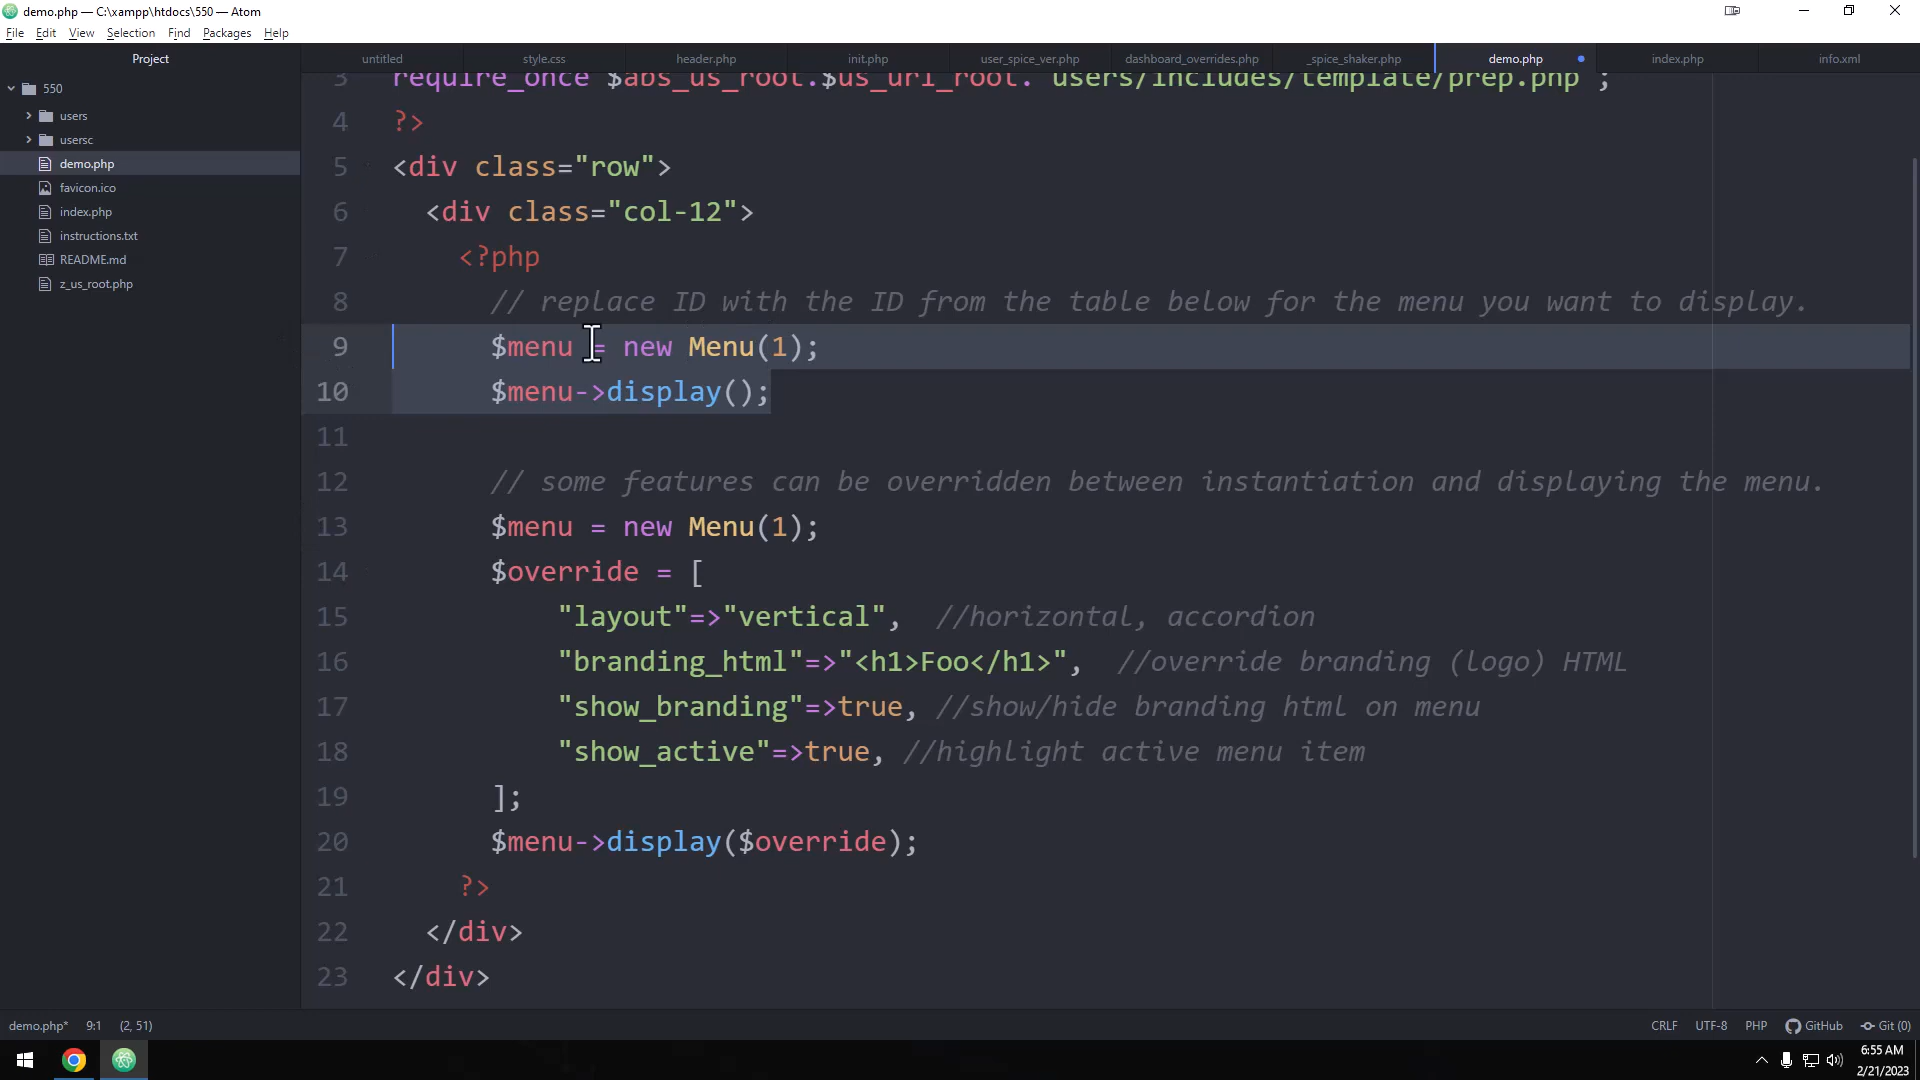 demo.php — C:\xampp\htdocs\550 — Atom
File Edit View Selection Find Packages Help
Project
untitled style.css header.php init.php user_spice_ver.php dashboard_overrides.php _spice_shaker.php demo.php index.php info.xml
550
users
usersc
demo.php
favicon.ico
index.php
instructions.txt
README.md
z_us_root.php
3 require_once $abs_us_root.$us_url_root.'users/includes/template/prep.php';
4 ?>
5 <div class="row">
6 <div class="col-12">
7 <?php
8 // replace ID with the ID from the table below for the menu you want to display.
9 $menu = new Menu(1);
10 $menu->display();
11
12 // some features can be overridden between instantiation and displaying the menu.
13 $menu = new Menu(1);
14 $override = [
15 "layout"=>"vertical", //horizontal, accordion
16 "branding_html"=>"<h1>Foo</h1>", //override branding (logo) HTML
17 "show_branding"=>true, //show/hide branding html on menu
18 "show_active"=>true, //highlight active menu item
19 ];
20 $menu->display($override);
21 ?>
22 </div>
23 </div>
demo.php* 9:1 (2, 51) CRLF UTF-8 PHP GitHub Git (0)
6:55 AM
2/21/2023